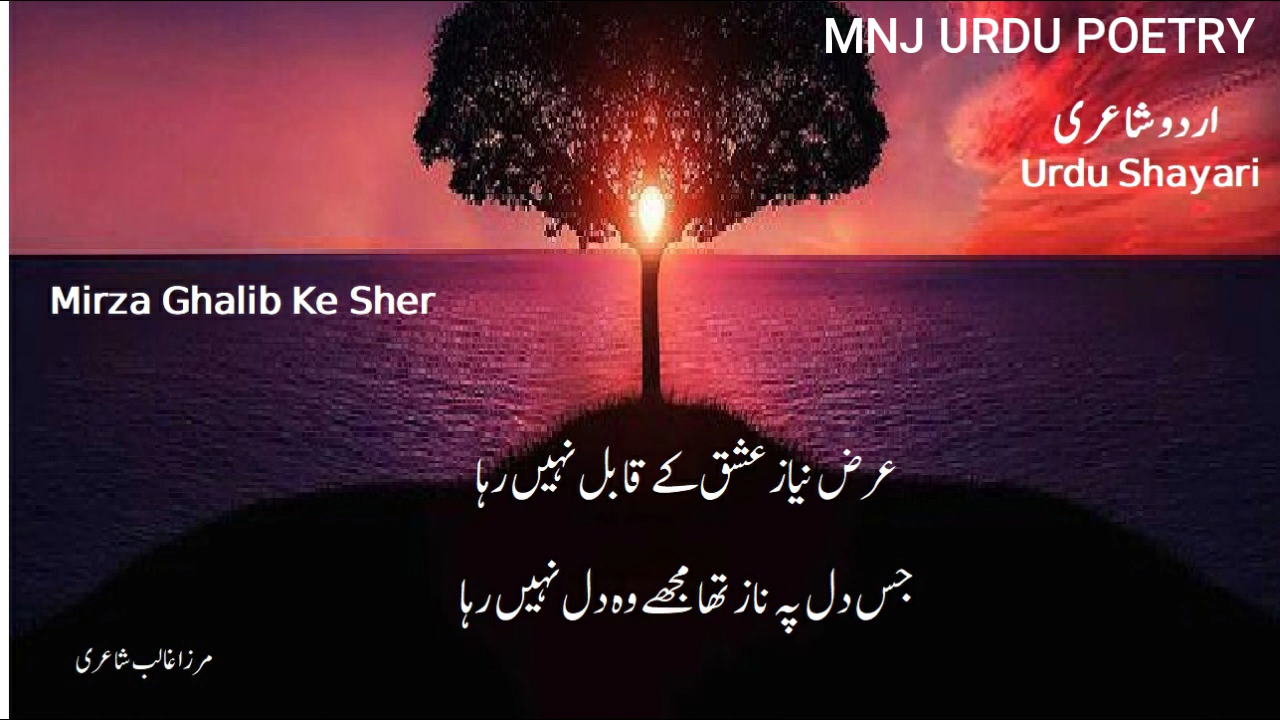 MNJ URDU POETRY
اردو شاعری
Urdu Shayari
Mirza Ghalib Ke Sher
عرض نیاز عشق کے قابل نہیں رہا
جس دل پہ ناز تھا مجھے وہ دل نہیں رہا
مرزا غالب شاعری